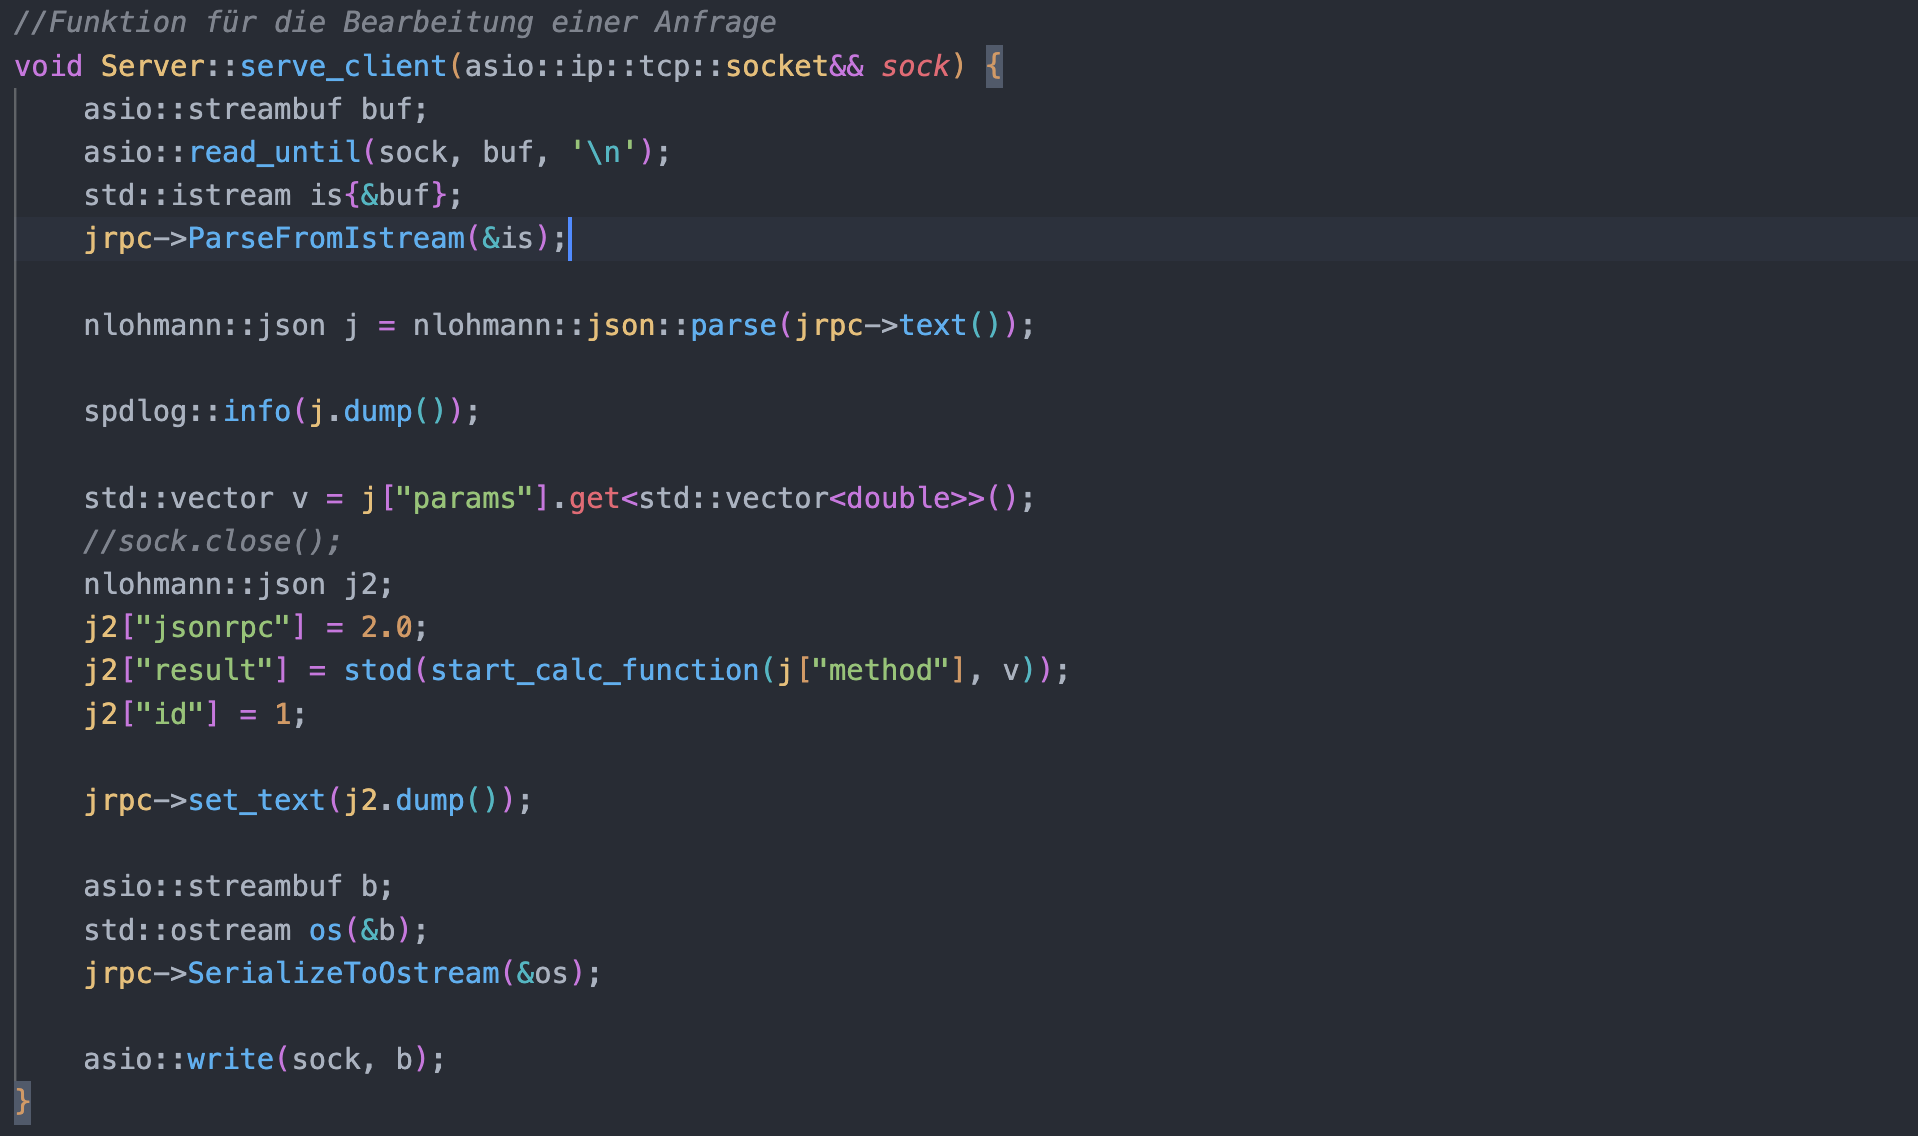 //Funktion für die Bearbeitung einer Anfrage
void Server::serve_client(asio::ip::tcp::socket&& sock) {
    asio::streambuf buf;
    asio::read_until(sock, buf, '\n');
    std::istream is{&buf};
    jrpc->ParseFromIstream(&is);

    nlohmann::json j = nlohmann::json::parse(jrpc->text());

    spdlog::info(j.dump());

    std::vector v = j["params"].get<std::vector<double>>();
    //sock.close();
    nlohmann::json j2;
    j2["jsonrpc"] = 2.0;
    j2["result"] = stod(start_calc_function(j["method"], v));
    j2["id"] = 1;

    jrpc->set_text(j2.dump());

    asio::streambuf b;
    std::ostream os(&b);
    jrpc->SerializeToOstream(&os);

    asio::write(sock, b);
}